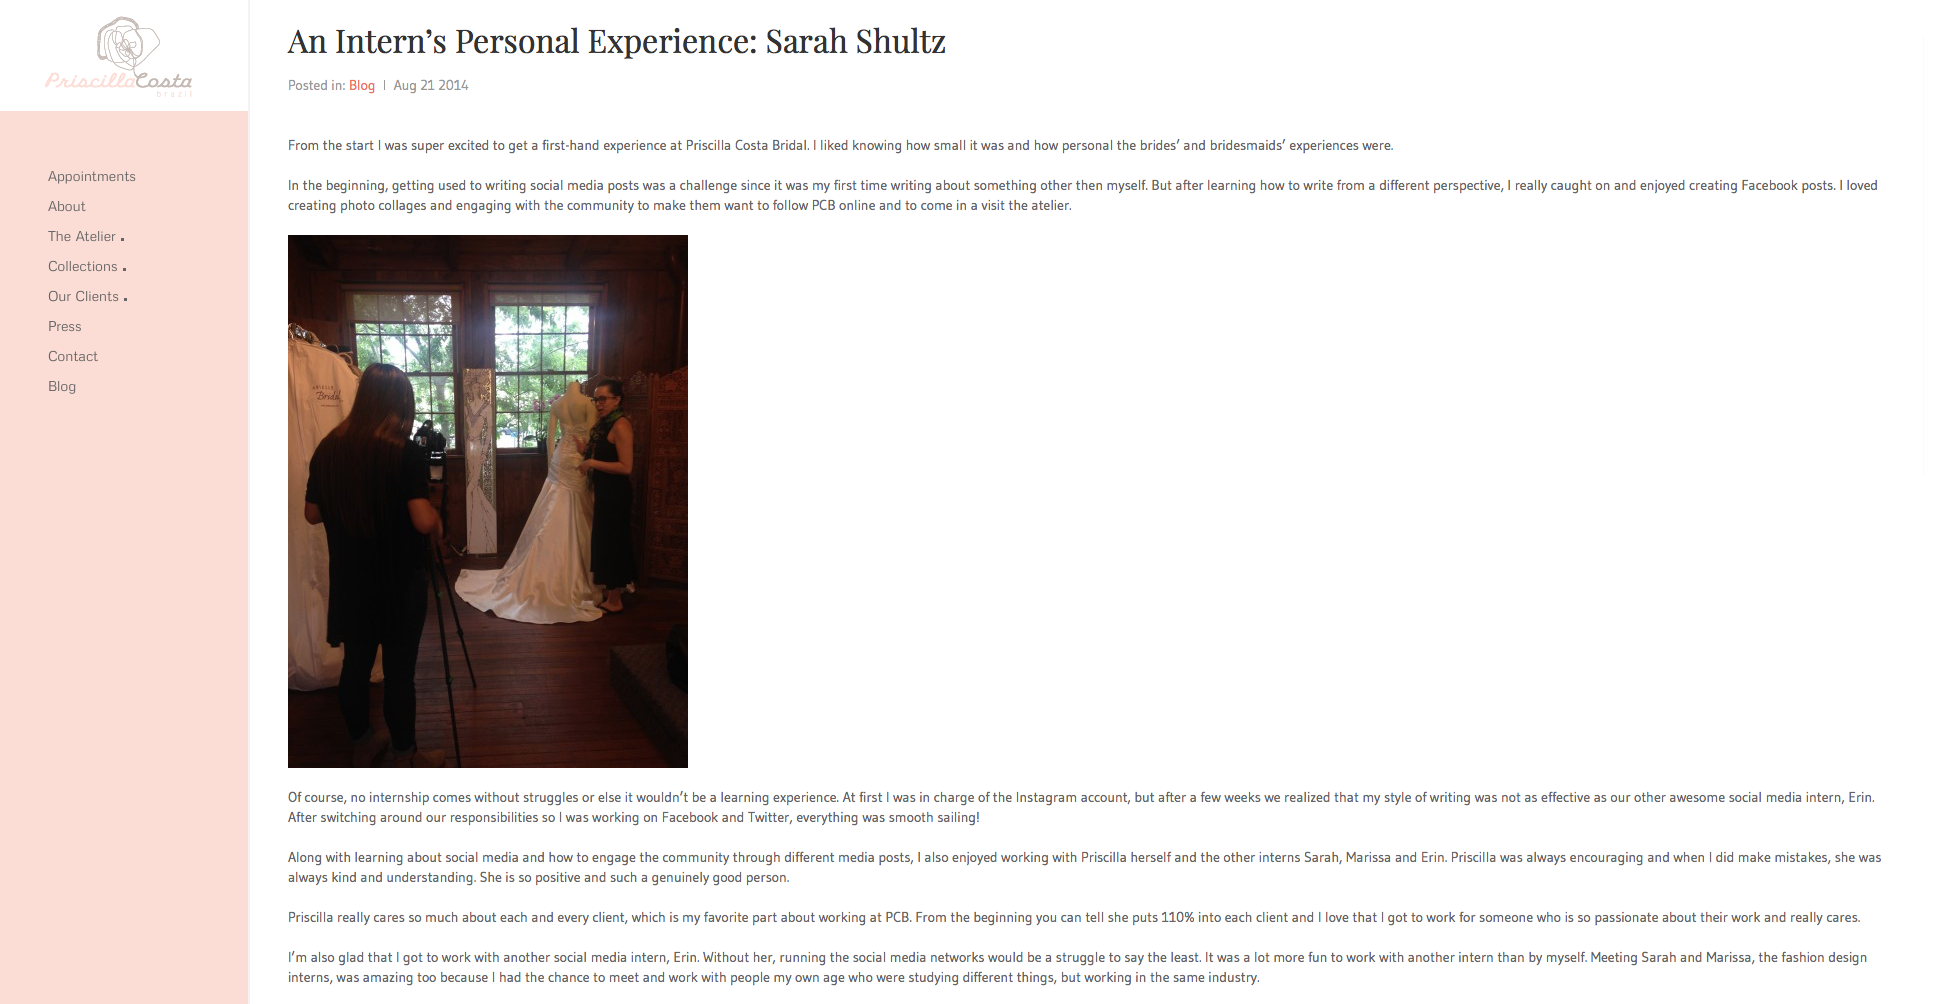 PriscillaCosta
brazil
Appointments
About
The Atelier .
Collections .
Our Clients .
Press
Contact
Blog
An Intern’s Personal Experience: Sarah Shultz
Posted in: Blog | Aug 21 2014
From the start I was super excited to get a first-hand experience at Priscilla Costa Bridal. I liked knowing how small it was and how personal the brides’ and bridesmaids’ experiences were.
In the beginning, getting used to writing social media posts was a challenge since it was my first time writing about something other then myself. But after learning how to write from a different perspective, I really caught on and enjoyed creating Facebook posts. I loved
creating photo collages and engaging with the community to make them want to follow PCB online and to come in a visit the atelier.
Bridal
Of course, no internship comes without struggles or else it wouldn’t be a learning experience. At first I was in charge of the Instagram account, but after a few weeks we realized that my style of writing was not as effective as our other awesome social media intern, Erin.
After switching around our responsibilities so I was working on Facebook and Twitter, everything was smooth sailing!
Along with learning about social media and how to engage the community through different media posts, I also enjoyed working with Priscilla herself and the other interns Sarah, Marissa and Erin. Priscilla was always encouraging and when I did make mistakes, she was
always kind and understanding. She is so positive and such a genuinely good person.
Priscilla really cares so much about each and every client, which is my favorite part about working at PCB. From the beginning you can tell she puts 110% into each client and I love that I got to work for someone who is so passionate about their work and really cares.
I’m also glad that I got to work with another social media intern, Erin. Without her, running the social media networks would be a struggle to say the least. It was a lot more fun to work with another intern than by myself. Meeting Sarah and Marissa, the fashion design
interns, was amazing too because I had the chance to meet and work with people my own age who were studying different things, but working in the same industry.